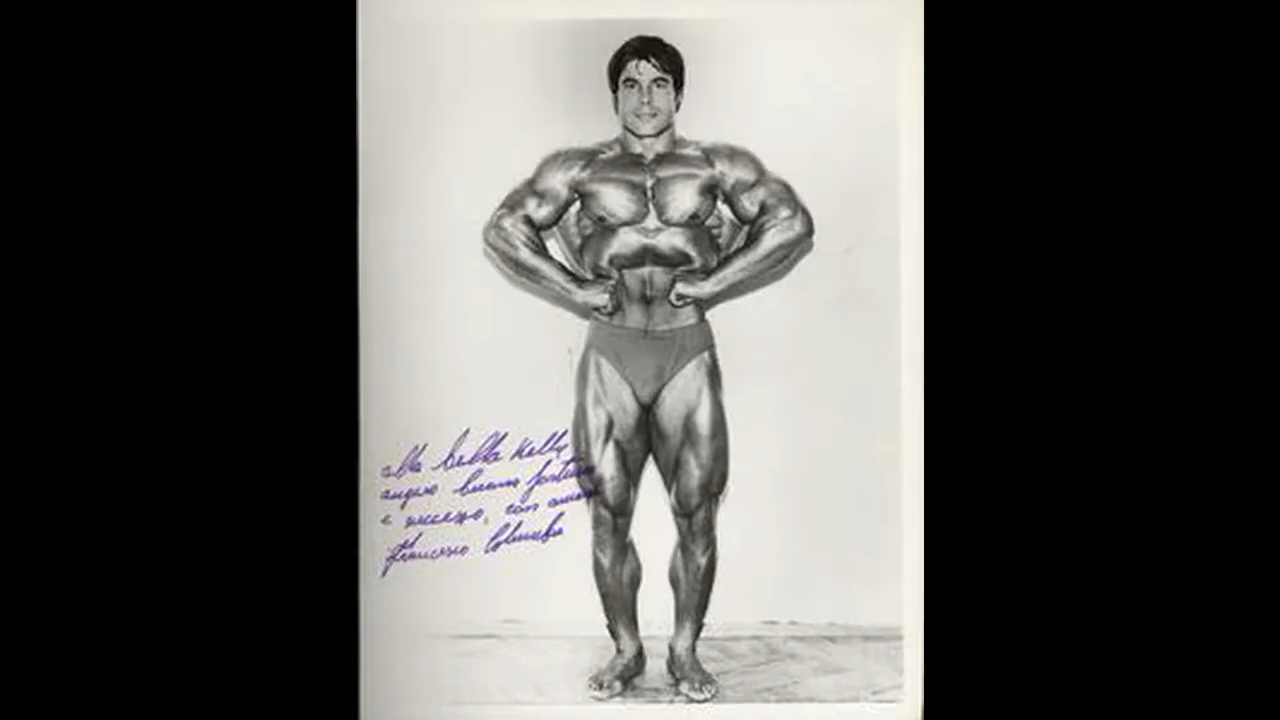 alla bella Kelly,
auguro buona fortuna
e successo, con amore
Francesco Columbu